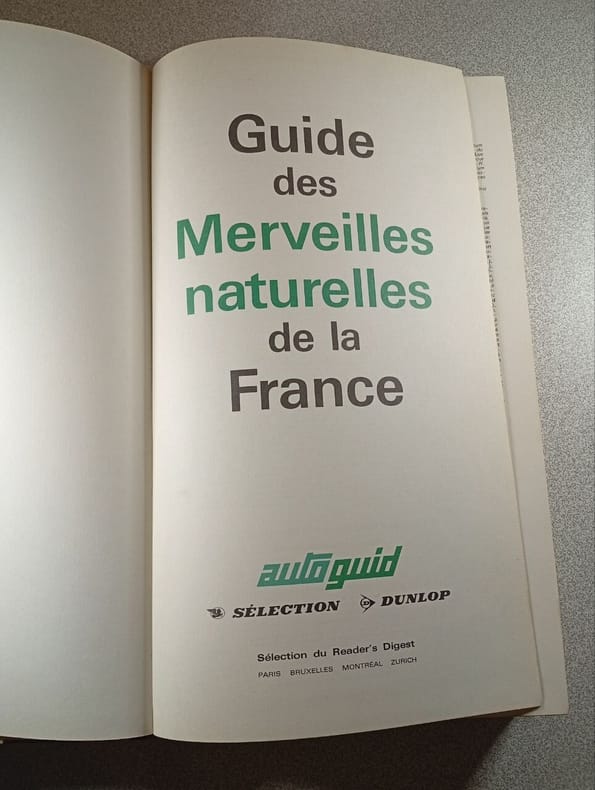 Guide
des
Merveilles
naturelles
de la
France
autoguid
SÉLECTION DUNLOP
Sélection du Reader's Digest
PARIS BRUXELLES MONTRÉAL ZURICH